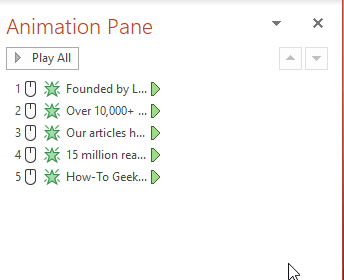 Animation Pane
Play All
1 Founded by L...
2 Over 10,000+ ...
3 Our articles h...
4 15 million rea...
5 How-To Geek...